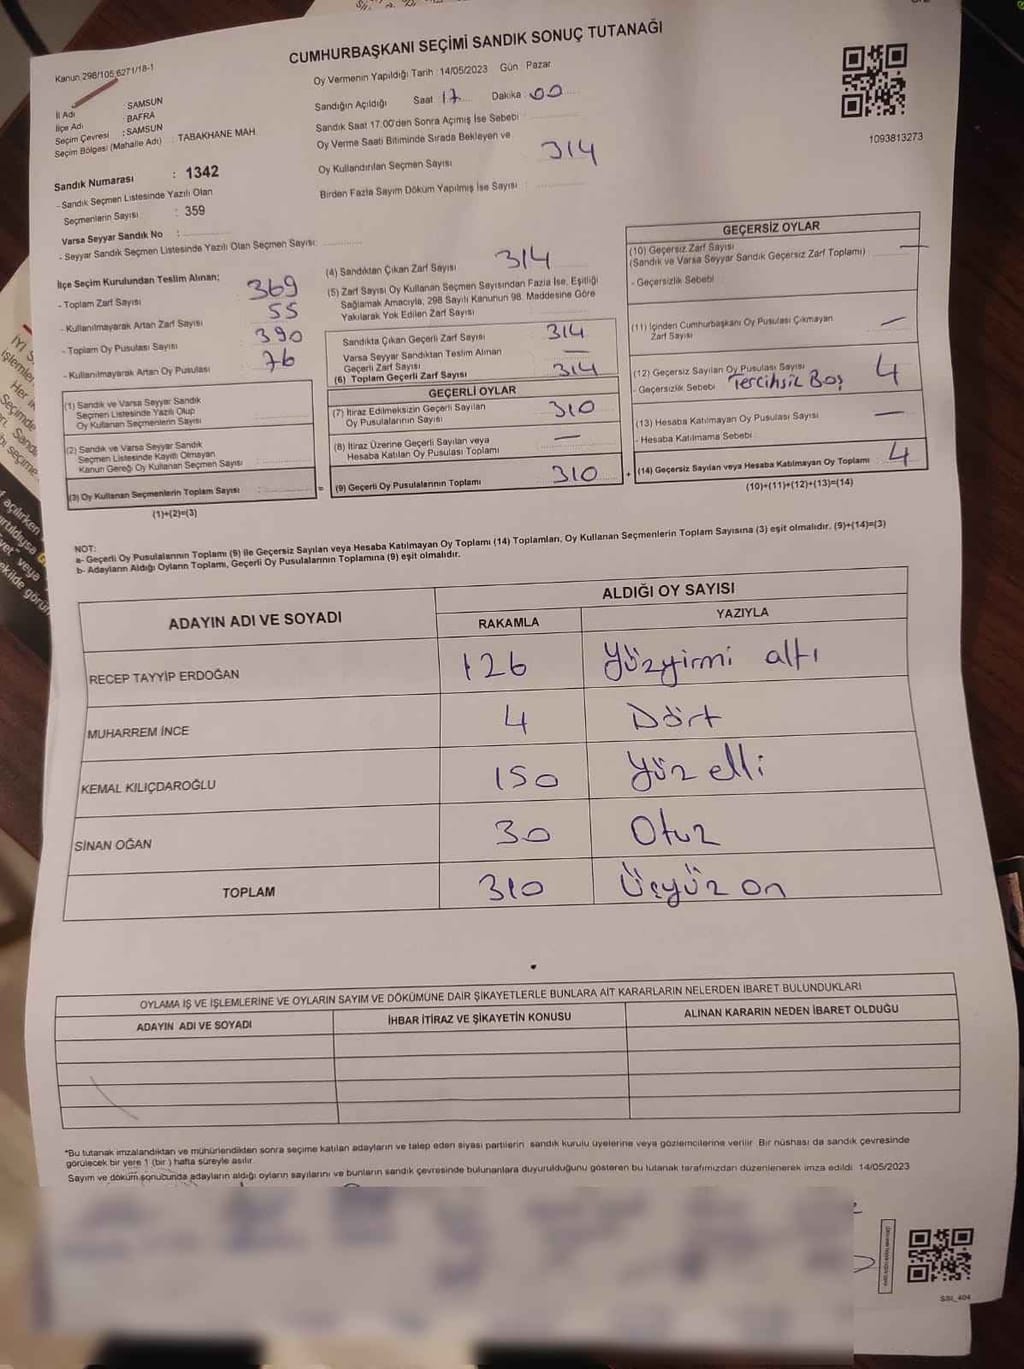 CUMHURBAŞKANI SEÇİMİ SANDIK SONUÇ TUTANAĞI
Kanun:298/105,6271/18-1
Oy Vermenin Yapıldığı Tarih :14/05/2023 Gün Pazar
İl Adı : SAMSUN
İlçe Adı : BAFRA
Seçim Çevresi : SAMSUN
Seçim Bölgesi (Mahalle Adı) : TABAKHANE MAH.
Sandığın Açıldığı Saat 17 Dakika 00
Sandık Saat 17.00'den Sonra Açımış İse Sebebi
Oy Verme Saati Bitiminde Sırada Bekleyen ve
Oy Kullandırılan Seçmen Sayısı 314
Birden Fazla Sayım Döküm Yapılmış İse Sayısı
1093813273
Sandık Numarası : 1342
- Sandık Seçmen Listesinde Yazılı Olan
Seçmenlerin Sayısı : 359
Varsa Seyyar Sandık No :
- Seyyar Sandık Seçmen Listesinde Yazılı Olan Seçmen Sayısı:
İlçe Seçim Kurulundan Teslim Alınan;
- Toplam Zarf Sayısı 369
- Kullanılmayarak Artan Zarf Sayısı 55
- Toplam Oy Pusulası Sayısı 390
- Kullanılmayarak Artan Oy Pusulası 76
(1) Sandık ve Varsa Seyyar Sandık
Seçmen Listesinde Yazılı Olup
Oy Kullanan Seçmenlerin Sayısı
(2) Sandık ve Varsa Seyyar Sandık
Seçmen Listesinde Kayıtlı Olmayan
Kanun Gereği Oy Kullanan Seçmen Sayısı
(3) Oy Kullanan Seçmenlerin Toplam Sayısı :
(1)+(2)=(3)
(4) Sandıktan Çıkan Zarf Sayısı 314
(5) Zarf Sayısı Oy Kullanan Seçmen Sayısından Fazla İse, Eşitliği
Sağlamak Amacıyla, 298 Sayılı Kanunun 98. Maddesine Göre
Yakılarak Yok Edilen Zarf Sayısı
Sandıkta Çıkan Geçerli Zarf Sayısı 314
Varsa Seyyar Sandıktan Teslim Alınan
Geçerli Zarf Sayısı —
(6) Toplam Geçerli Zarf Sayısı 314
GEÇERLİ OYLAR
(7) İtiraz Edilmeksizin Geçerli Sayılan
Oy Pusulalarının Sayısı 310
(8) İtiraz Üzerine Geçerli Sayılan veya
Hesaba Katılan Oy Pusulası Toplamı —
= (9) Geçerli Oy Pusulalarının Toplamı 310
GEÇERSİZ OYLAR
(10) Geçersiz Zarf Sayısı —
(Sandık ve Varsa Seyyar Sandık Geçersiz Zarf Toplamı)
- Geçersizlik Sebebi
(11) İçinden Cumhurbaşkanı Oy Pusulası Çıkmayan
Zarf Sayısı —
(12) Geçersiz Sayılan Oy Pusulası Sayısı 4
- Geçersizlik Sebebi Tercihsiz Boş
(13) Hesaba Katılmayan Oy Pusulası Sayısı —
- Hesaba Katılmama Sebebi
+ (14) Geçersiz Sayılan veya Hesaba Katılmayan Oy Toplamı 4
(10)+(11)+(12)+(13)=(14)
NOT:
a- Geçerli Oy Pusulalarının Toplamı (9) ile Geçersiz Sayılan veya Hesaba Katılmayan Oy Toplamı (14) Toplamları, Oy Kullanan Seçmenlerin Toplam Sayısına (3) eşit olmalıdır. (9)+(14)=(3)
b- Adayların Aldığı Oyların Toplamı, Geçerli Oy Pusulalarının Toplamına (9) eşit olmalıdır.
ADAYIN ADI VE SOYADI
ALDIĞI OY SAYISI
RAKAMLA YAZIYLA
RECEP TAYYİP ERDOĞAN 126 Yüzyirmi altı
MUHARREM İNCE 4 Dört
KEMAL KILIÇDAROĞLU 150 Yüz elli
SİNAN OĞAN 30 Otuz
TOPLAM 310 Üçyüz on
OYLAMA İŞ VE İŞLEMLERİNE VE OYLARIN SAYIM VE DÖKÜMÜNE DAİR ŞİKAYETLERLE BUNLARA AİT KARARLARIN NELERDEN İBARET BULUNDUKLARI
ADAYIN ADI VE SOYADI İHBAR İTİRAZ VE ŞİKAYETİN KONUSU ALINAN KARARIN NEDEN İBARET OLDUĞU
*Bu tutanak imzalandıktan ve mühürlendikten sonra seçime katılan adayların ve talep eden siyasi partilerin sandık kurulu üyelerine veya gözlemcilerine verilir Bir nüshası da sandık çevresinde
görülecek bir yere 1 (bir) hafta süreyle asılır.
Sayım ve döküm sonucunda adayların aldığı oyların sayılarını ve bunların sandık çevresinde bulunanlara duyurulduğunu gösteren bu tutanak tarafımızdan düzenlenerek imza edildi. 14/05/2023